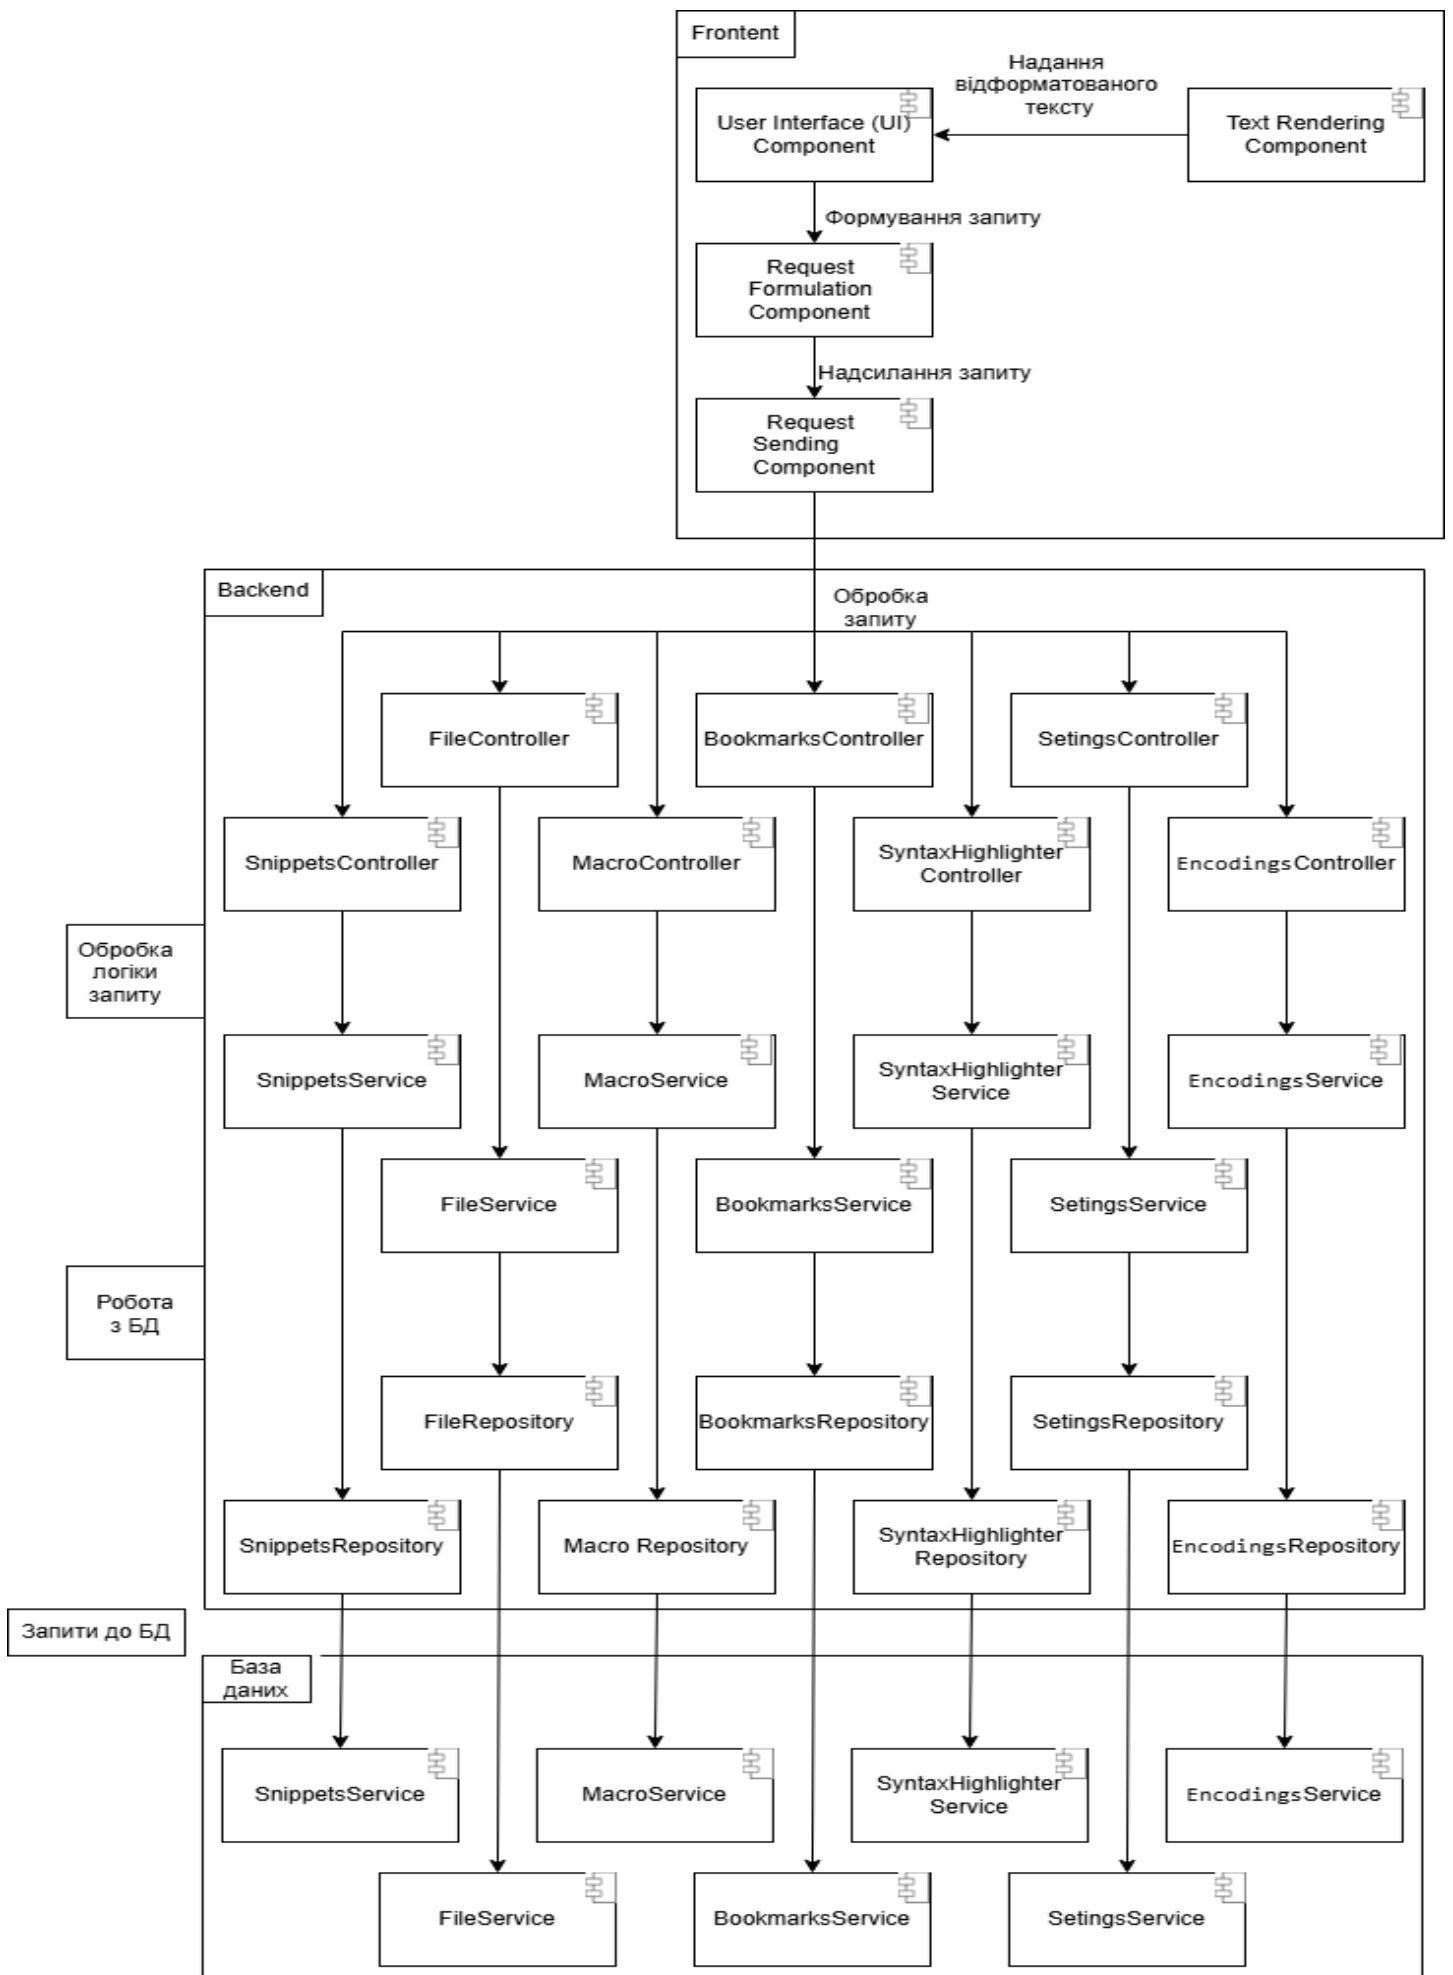 Frontent
Надання
відформатованого
тексту
User Interface (UI)
Component
Text Rendering
Component
Формування запиту
Request
Formulation
Component
Надсилання запиту
Request
Sending
Component
Backend
Обробка
запиту
FileController
BookmarksController
SetingsController
SnippetsController
MacroController
SyntaxHighlighter
Controller
EncodingsController
Обробка
логіки
запиту
SnippetsService
MacroService
SyntaxHighlighter
Service
EncodingsService
FileService
BookmarksService
SetingsService
Робота
з БД
FileRepository
BookmarksRepository
SetingsRepository
SnippetsRepository
Macro Repository
SyntaxHighlighter
Repository
EncodingsRepository
Запити до БД
База
даних
SnippetsService
MacroService
SyntaxHighlighter
Service
EncodingsService
FileService
BookmarksService
SetingsService